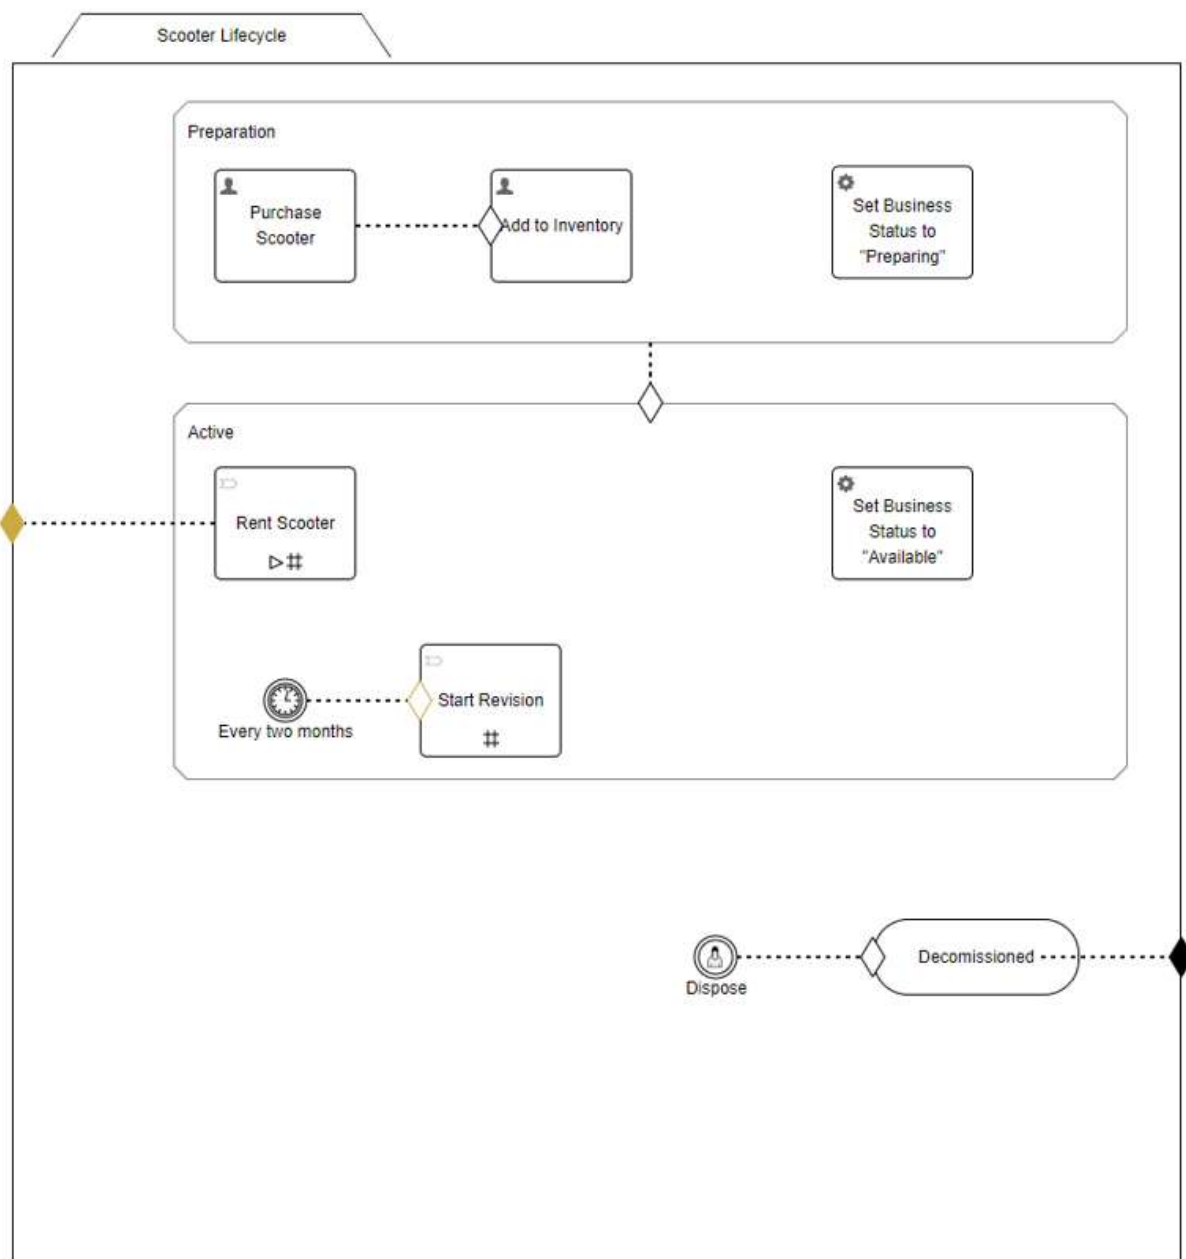 Scooter Lifecycle
Preparation
Purchase
Scooter
Add to Inventory
Set Business
Status to
"Preparing"
Active
Rent Scooter
Set Business
Status to
"Available"
Start Revision
Every two months
Decomissioned
Dispose